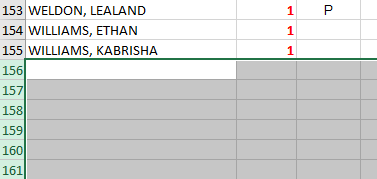 153 WELDON, LEALAND 1 P
154 WILLIAMS, ETHAN 1
155 WILLIAMS, KABRISHA 1
156
157
158
159
160
161